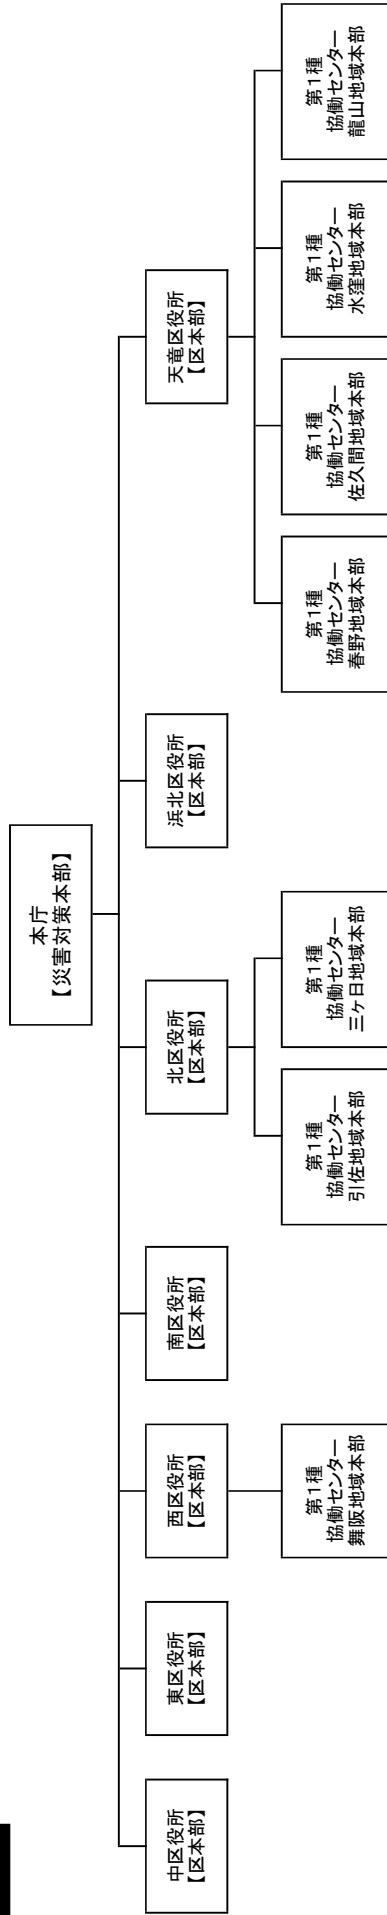 本庁
【災害対策本部】
中区役所
【区本部】
東区役所
【区本部】
西区役所
【区本部】
南区役所
【区本部】
北区役所
【区本部】
浜北区役所
【区本部】
天竜区役所
【区本部】
第1種
協働センター
舞阪地域本部
第1種
協働センター
引佐地域本部
第1種
協働センター
三ヶ日地域本部
第1種
協働センター
春野地域本部
第1種
協働センター
佐久間地域本部
第1種
協働センター
水窪地域本部
第1種
協働センター
龍山地域本部